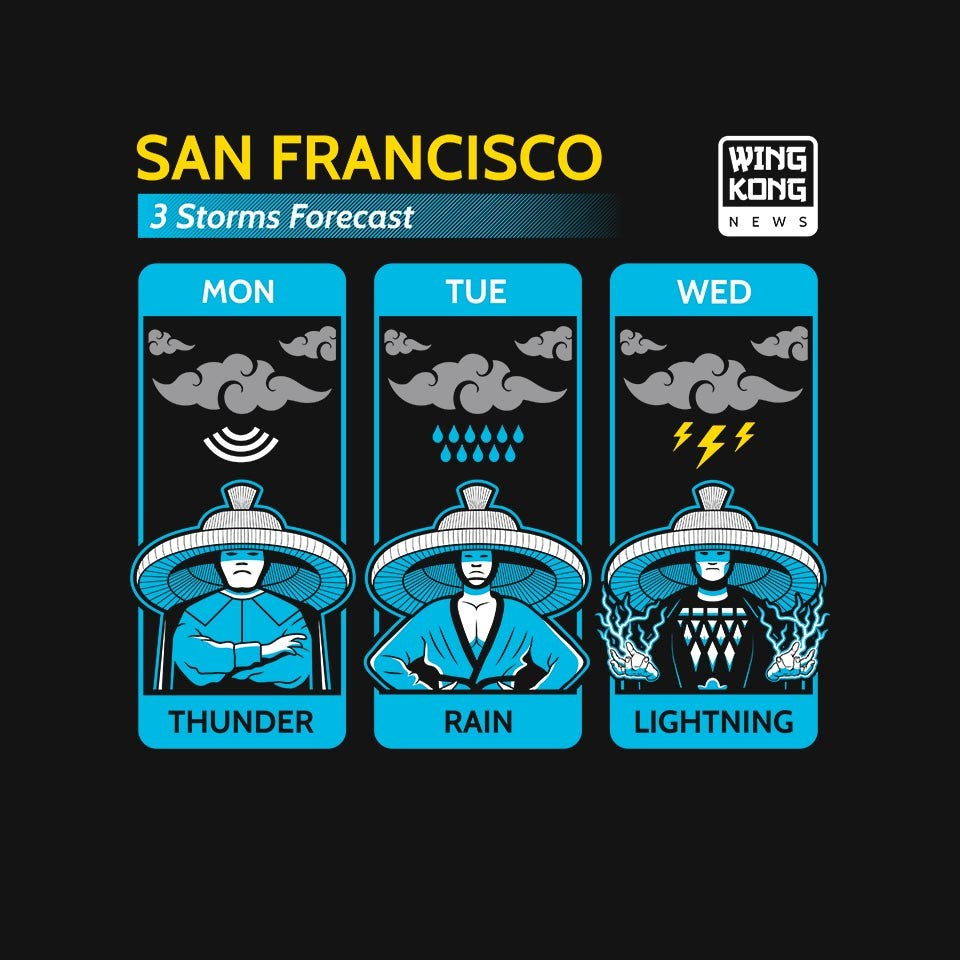 SAN FRANCISCO
3 Storms Forecast
WING
KONG
NEWS
MON
TUE
WED
THUNDER
RAIN
LIGHTNING